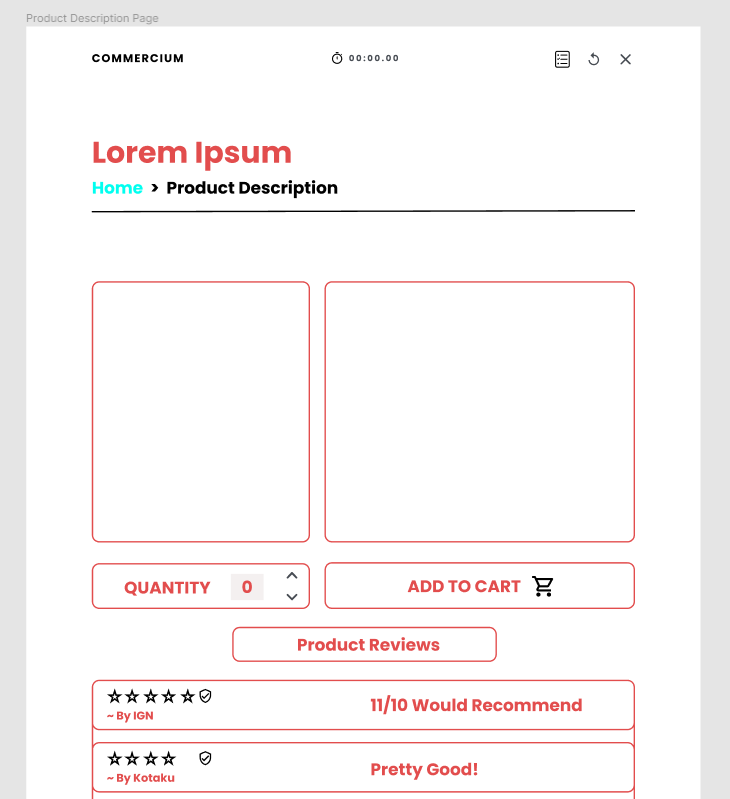 Product Description Page
COMMERCIUM
00:00.00
Lorem Ipsum
Home > Product Description
QUANTITY 0
ADD TO CART
Product Reviews
11/10 Would Recommend
~ By IGN
Pretty Good!
~ By Kotaku